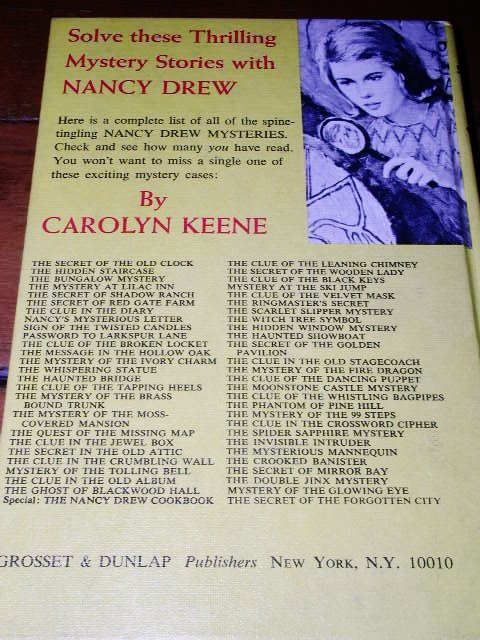 Solve these Thrilling
Mystery Stories with
NANCY DREW
Here is a complete list of all of the spine-
tingling NANCY DREW MYSTERIES.
Check and see how many you have read.
You won't want to miss a single one of
these exciting mystery cases:
By
CAROLYN KEENE
THE SECRET OF THE OLD CLOCK
THE HIDDEN STAIRCASE
THE BUNGALOW MYSTERY
THE MYSTERY AT LILAC INN
THE SECRET OF SHADOW RANCH
THE SECRET OF RED GATE FARM
THE CLUE IN THE DIARY
NANCY'S MYSTERIOUS LETTER
SIGN OF THE TWISTED CANDLES
PASSWORD TO LARKSPUR LANE
THE CLUE OF THE BROKEN LOCKET
THE MESSAGE IN THE HOLLOW OAK
THE MYSTERY OF THE IVORY CHARM
THE WHISPERING STATUE
THE HAUNTED BRIDGE
THE CLUE OF THE TAPPING HEELS
THE MYSTERY OF THE BRASS
BOUND TRUNK
THE MYSTERY OF THE MOSS-
COVERED MANSION
THE QUEST OF THE MISSING MAP
THE CLUE IN THE JEWEL BOX
THE SECRET IN THE OLD ATTIC
THE CLUE IN THE CRUMBLING WALL
MYSTERY OF THE TOLLING BELL
THE CLUE IN THE OLD ALBUM
THE GHOST OF BLACKWOOD HALL
Special: THE NANCY DREW COOKBOOK
THE CLUE OF THE LEANING CHIMNEY
THE SECRET OF THE WOODEN LADY
THE CLUE OF THE BLACK KEYS
MYSTERY AT THE SKI JUMP
THE CLUE OF THE VELVET MASK
THE RINGMASTER'S SECRET
THE SCARLET SLIPPER MYSTERY
THE WITCH TREE SYMBOL
THE HIDDEN WINDOW MYSTERY
THE HAUNTED SHOWBOAT
THE SECRET OF THE GOLDEN
PAVILION
THE CLUE IN THE OLD STAGECOACH
THE MYSTERY OF THE FIRE DRAGON
THE CLUE OF THE DANCING PUPPET
THE MOONSTONE CASTLE MYSTERY
THE CLUE OF THE WHISTLING BAGPIPES
THE PHANTOM OF PINE HILL
THE MYSTERY OF THE 99 STEPS
THE CLUE IN THE CROSSWORD CIPHER
THE SPIDER SAPPHIRE MYSTERY
THE INVISIBLE INTRUDER
THE MYSTERIOUS MANNEQUIN
THE CROOKED BANISTER
THE SECRET OF MIRROR BAY
THE DOUBLE JINX MYSTERY
MYSTERY OF THE GLOWING EYE
THE SECRET OF THE FORGOTTEN CITY
GROSSET & DUNLAP Publishers NEW YORK, N.Y. 10010